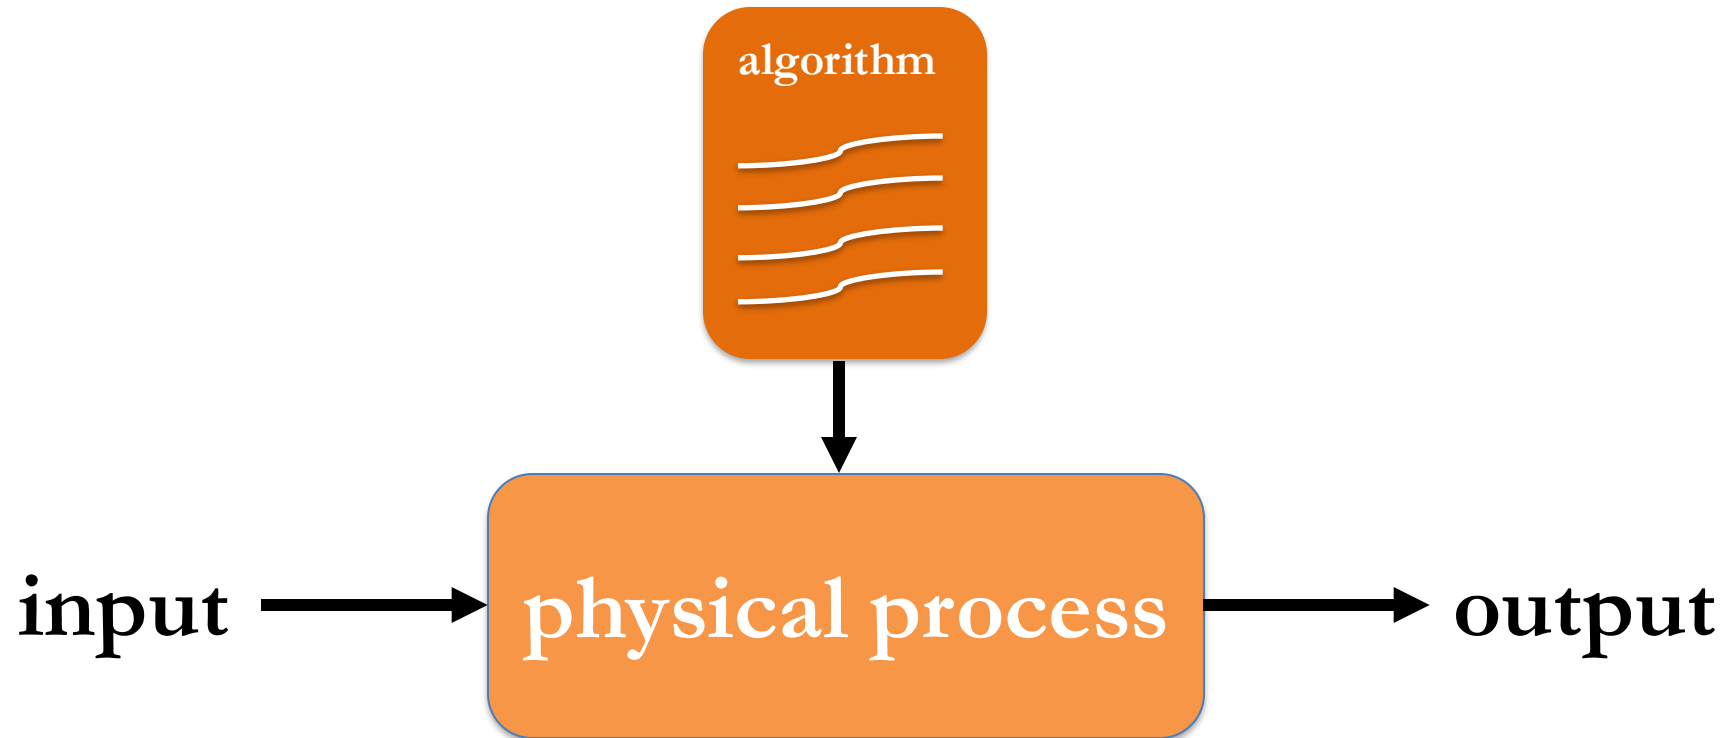 algorithm
input
physical process
output